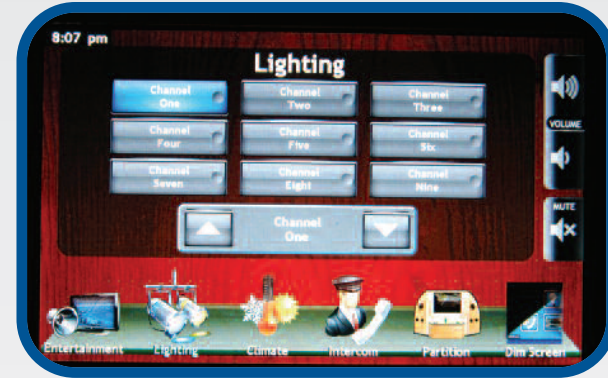 8:07 pm
Lighting
Channel
One
Channel
Two
Channel
Three
VOLUME
Channel
Four
Channel
Five
Channel
Six
Channel
Seven
Channel
Eight
Channel
Nine
Channel
One
MUTE
Entertainment
Lighting
Climate
Intercom
Partition
Dim Screen